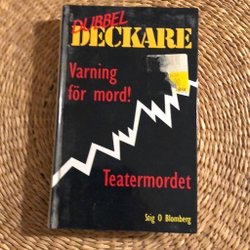 DUBBEL
DECKARE
Varning
för mord!
Teatermordet
Stig O Blomberg